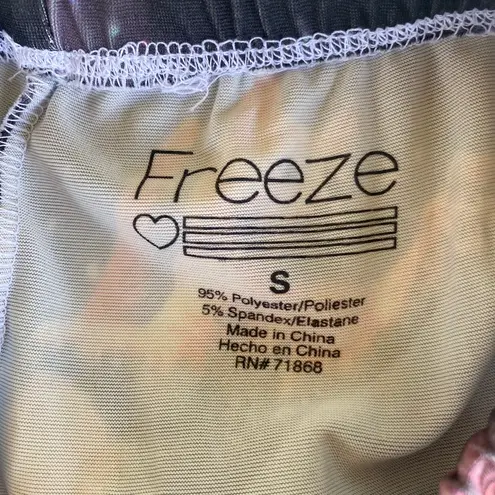 Freeze
S
95% Polyester/Poliester
5% Spandex/Elastane
Made in China
Hecho en China
RN# 71868